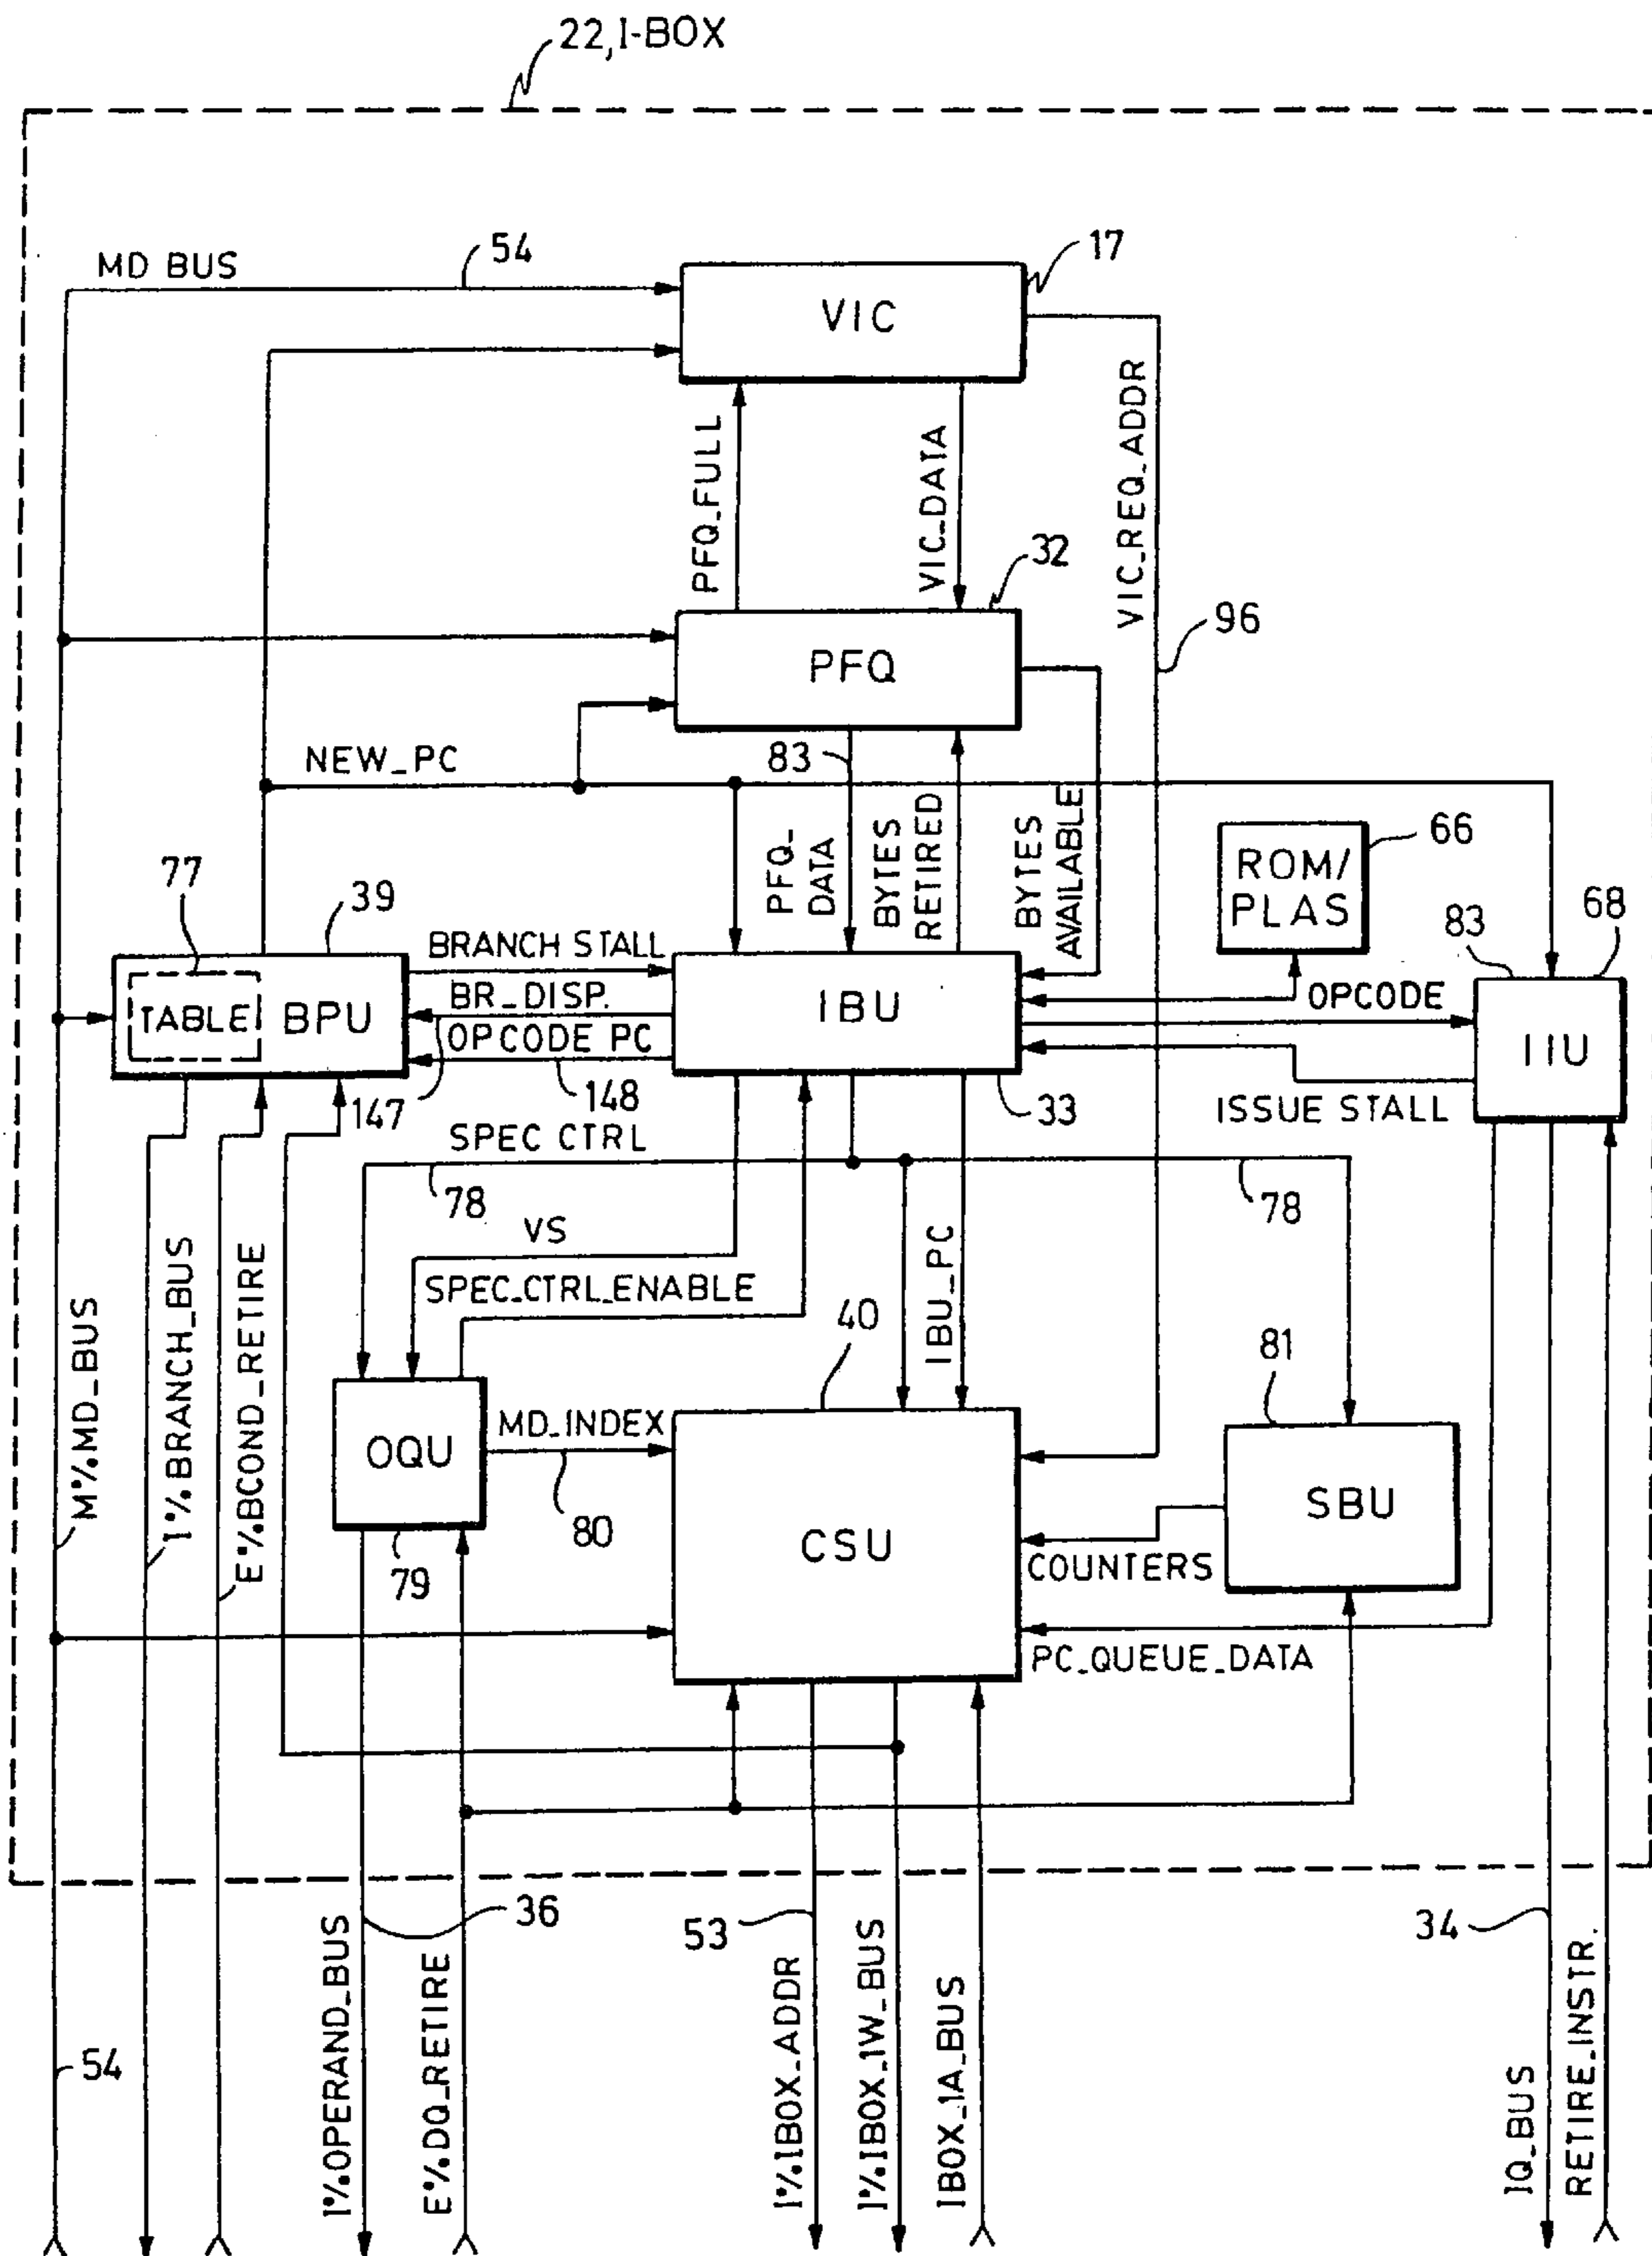 22,I-BOX
MD BUS
54
17
VIC
PFQ_FULL
VIC_DATA
VIC_REQ_ADDR
32
96
PFQ
NEW_PC
83
PFQ_
DATA
BYTES
RETIRED
BYTES
AVAILABLE
ROM/
PLAS
66
77
39
83
68
BRANCH STALL
BR_DISP.
OPCODE PC
TABLE
BPU
IBU
OPCODE
IIU
147
148
33
ISSUE STALL
SPEC CTRL
78
78
VS
SPEC_CTRL_ENABLE
IBU_PC
M%MD_BUS
I%BRANCH_BUS
E%BCOND_RETIRE
40
81
OQU
MD_INDEX
80
79
CSU
SBU
COUNTERS
PC_QUEUE_DATA
36
53
34
54
I%OPERAND_BUS
E%DQ_RETIRE
I%IBOX_ADDR
I%IBOX_1W_BUS
IBOX_1A_BUS
IQ_BUS
RETIRE_INSTR.